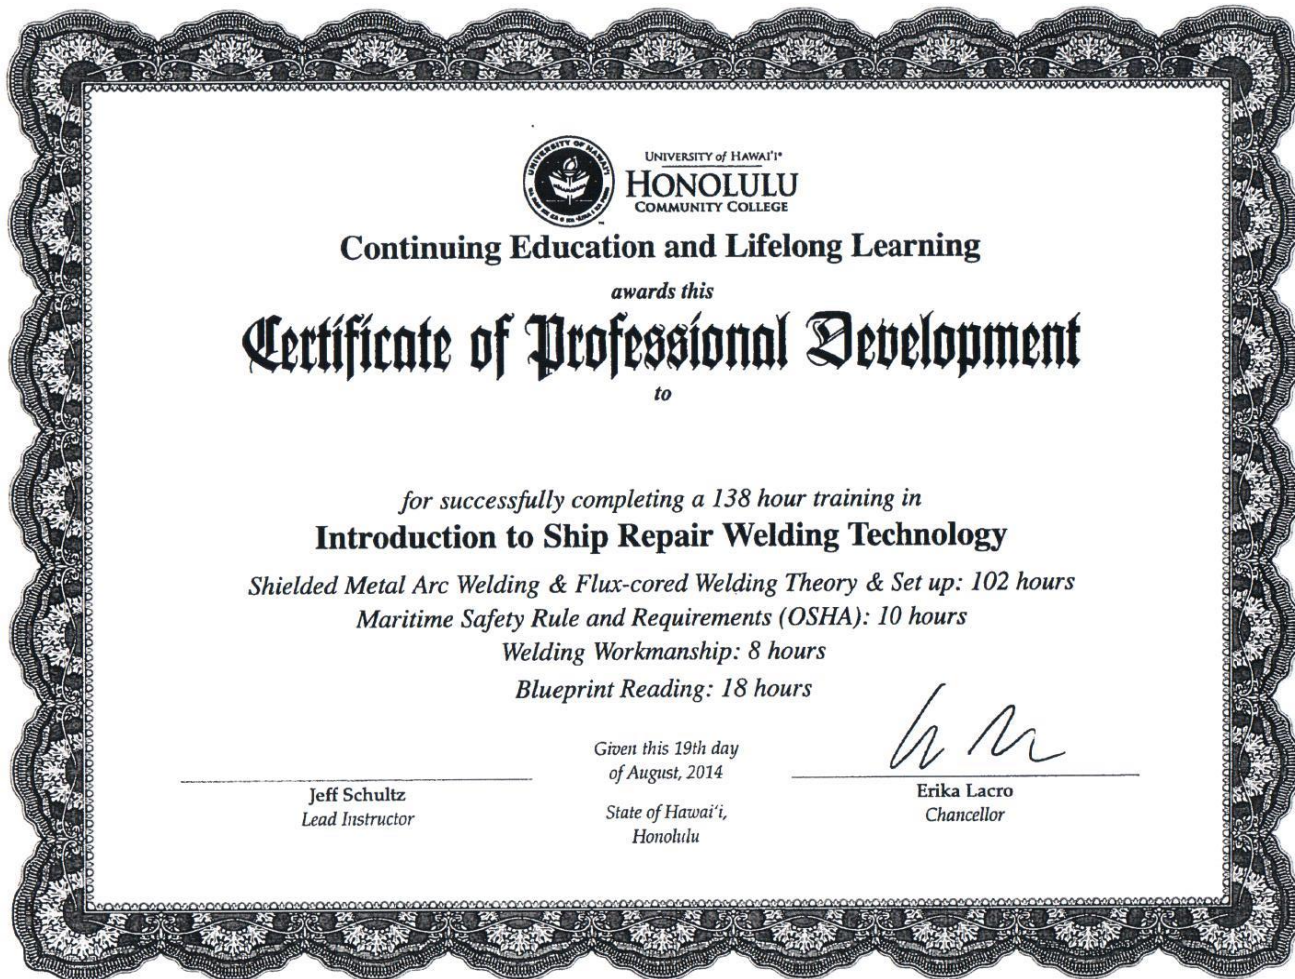 UNIVERSITY OF HAWAI'I
UNIVERSITY of HAWAI'I®
HONOLULU
COMMUNITY COLLEGE
Continuing Education and Lifelong Learning
awards this
Certificate of Professional Development
to
for successfully completing a 138 hour training in
Introduction to Ship Repair Welding Technology
Shielded Metal Arc Welding & Flux-cored Welding Theory & Set up: 102 hours
Maritime Safety Rule and Requirements (OSHA): 10 hours
Welding Workmanship: 8 hours
Blueprint Reading: 18 hours
Given this 19th day
of August, 2014
State of Hawai'i,
Honolulu
Jeff Schultz
Lead Instructor
Erika Lacro
Chancellor